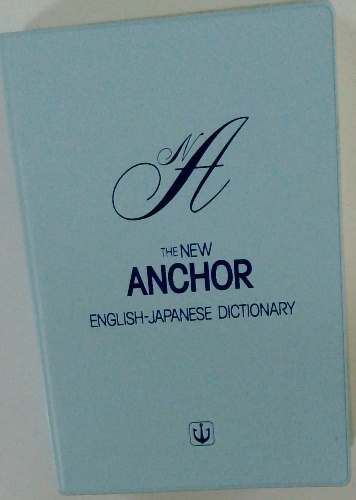 NA
THE NEW
ANCHOR
ENGLISH-JAPANESE DICTIONARY